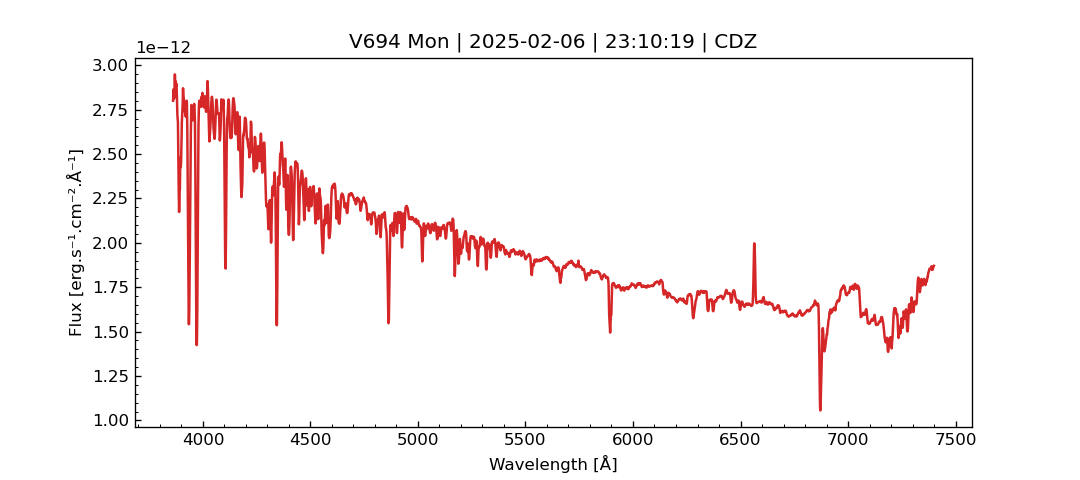 V694 Mon | 2025-02-06 | 23:10:19 | CDZ
1e−12
3.00
2.75
2.50
2.25
2.00
1.75
1.50
1.25
1.00
Flux [erg.s⁻¹.cm⁻².Å⁻¹]
4000 4500 5000 5500 6000 6500 7000 7500
Wavelength [Å]